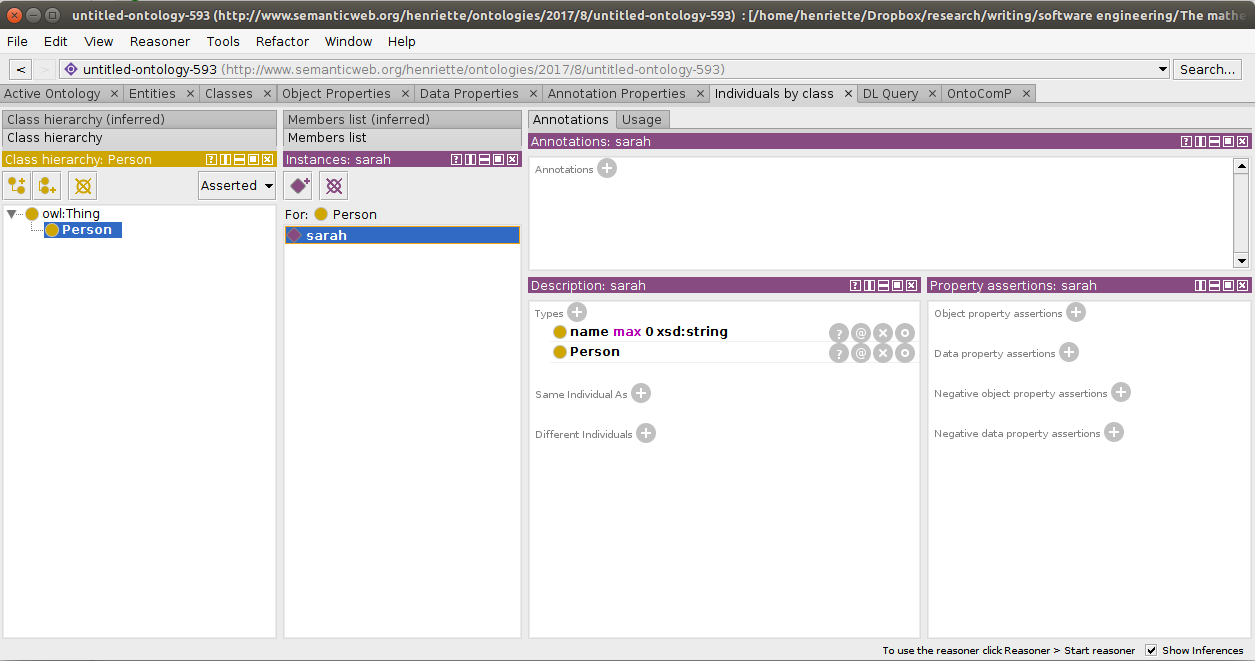 untitled-ontology-593 (http://www.semanticweb.org/henriette/ontologies/2017/8/untitled-ontology-593) : [/home/henriette/Dropbox/research/writing/software engineering/The mathe
File Edit View Reasoner Tools Refactor Window Help
< > untitled-ontology-593 (http://www.semanticweb.org/henriette/ontologies/2017/8/untitled-ontology-593) Search...
Active Ontology × Entities × Classes × Object Properties × Data Properties × Annotation Properties × Individuals by class × DL Query × OntoComP ×
Class hierarchy (inferred)
Class hierarchy
Class hierarchy: Person
Asserted
owl:Thing
Person
Members list (inferred)
Members list
Instances: sarah
For: Person
sarah
Annotations Usage
Annotations: sarah
Annotations
Description: sarah
Types
name max 0 xsd:string
Person
Same Individual As
Different Individuals
Property assertions: sarah
Object property assertions
Data property assertions
Negative object property assertions
Negative data property assertions
To use the reasoner click Reasoner > Start reasoner Show Inferences